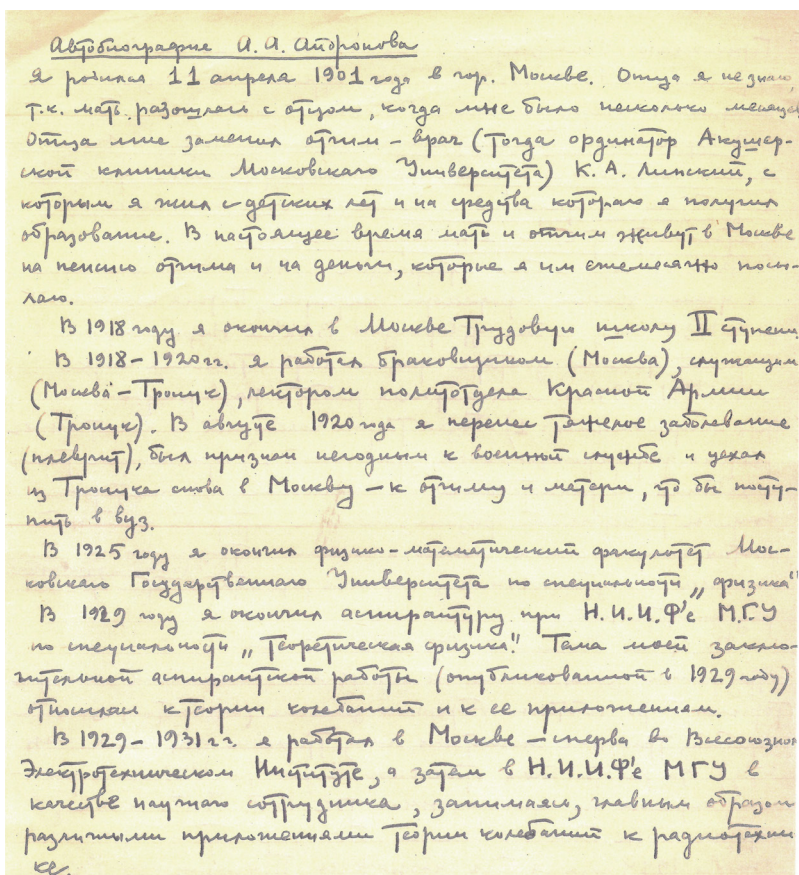 Автобиография А. А. Андронова
Я родился 11 апреля 1901 года в гор. Москве. Отца я не знаю,
т.к. мать разошлась с отцом, когда мне было несколько месяцев.
Отца мне заменил отчим – врач (тогда ординатор Акушер-
ской клиники Московского Университета) К. А. Липский, с
которым я жил с детских лет и на средства которого я получил
образование. В настоящее время мать и отчим живут в Москве
на пенсию отчима и на деньги, которые я им ежемесячно посы-
лаю.
В 1918 году я окончил в Москве Трудовую школу II ступени.
В 1918–1920 гг. я работал браковщиком (Москва), служащим
(Москва – Троицк), лектором политотдела Красной Армии
(Троицк). В августе 1920 года я перенес тяжелое заболевание
(плеврит), был признан негодным к военной службе и уехал
из Троицка снова в Москву – к отчиму и матери, что бы посту-
пить в вуз.
В 1925 году я окончил физико-математический факультет Мос-
ковского Государственного Университета по специальности „физика"
В 1929 году я окончил аспирантуру при Н.И.И.Ф'е МГУ
по специальности „Теоретическая физика". Тема моей заклю-
чительной аспирантской работы (опубликованной в 1929 году)
относилась к теории колебаний и к ее приложениям.
В 1929–1931 гг. я работал в Москве – сперва во Всесоюзном
Электротехническом Институте, а затем в Н.И.И.Ф'е МГУ в
качестве научного сотрудника, занимаясь, главным образом
различными приложениями теории колебаний к радиотехни
ке.